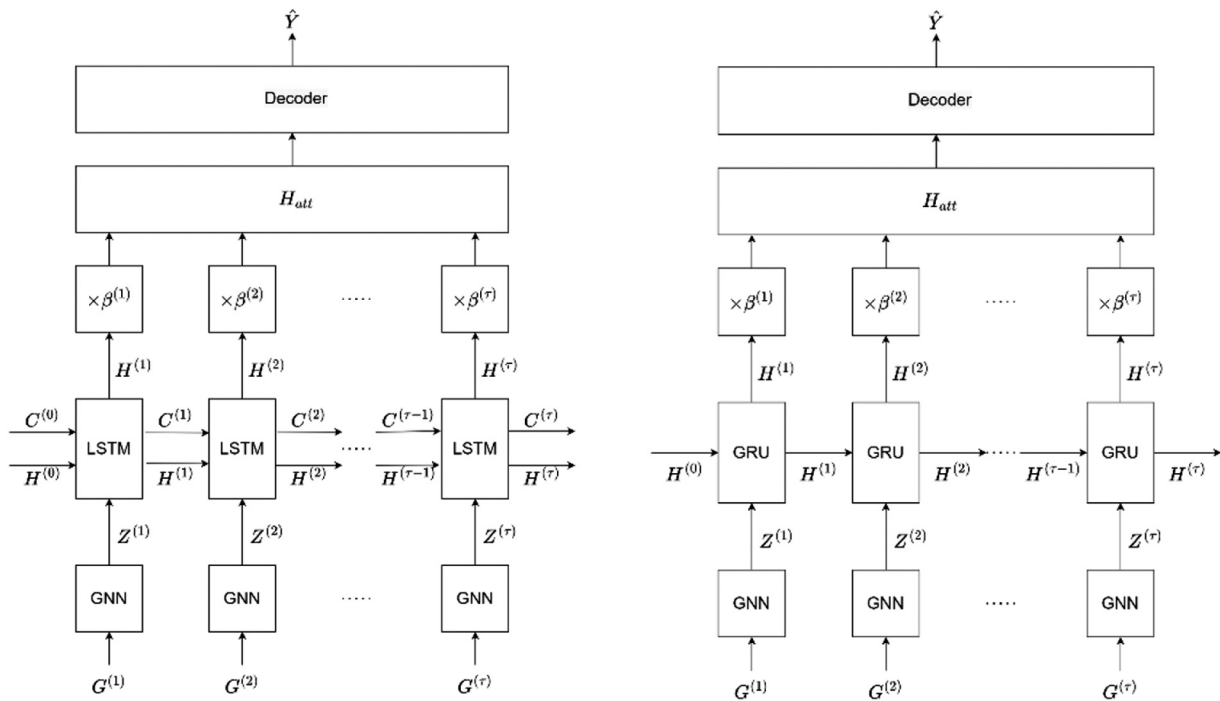 Ŷ Ŷ
Decoder Decoder
H_att H_att
×β^(1) ×β^(2) ..... ×β^(τ) ×β^(1) ×β^(2) ..... ×β^(τ)
H^(1) H^(2) H^(τ) H^(1) H^(2) H^(τ)
C^(0) C^(1) C^(2) C^(τ−1) C^(τ)
LSTM LSTM ..... LSTM GRU GRU ..... GRU
H^(0) H^(1) H^(2) H^(τ−1) H^(τ) H^(0) H^(1) H^(2) H^(τ−1) H^(τ)
Z^(1) Z^(2) Z^(τ) Z^(1) Z^(2) Z^(τ)
GNN GNN ..... GNN GNN GNN ..... GNN
G^(1) G^(2) G^(τ) G^(1) G^(2) G^(τ)